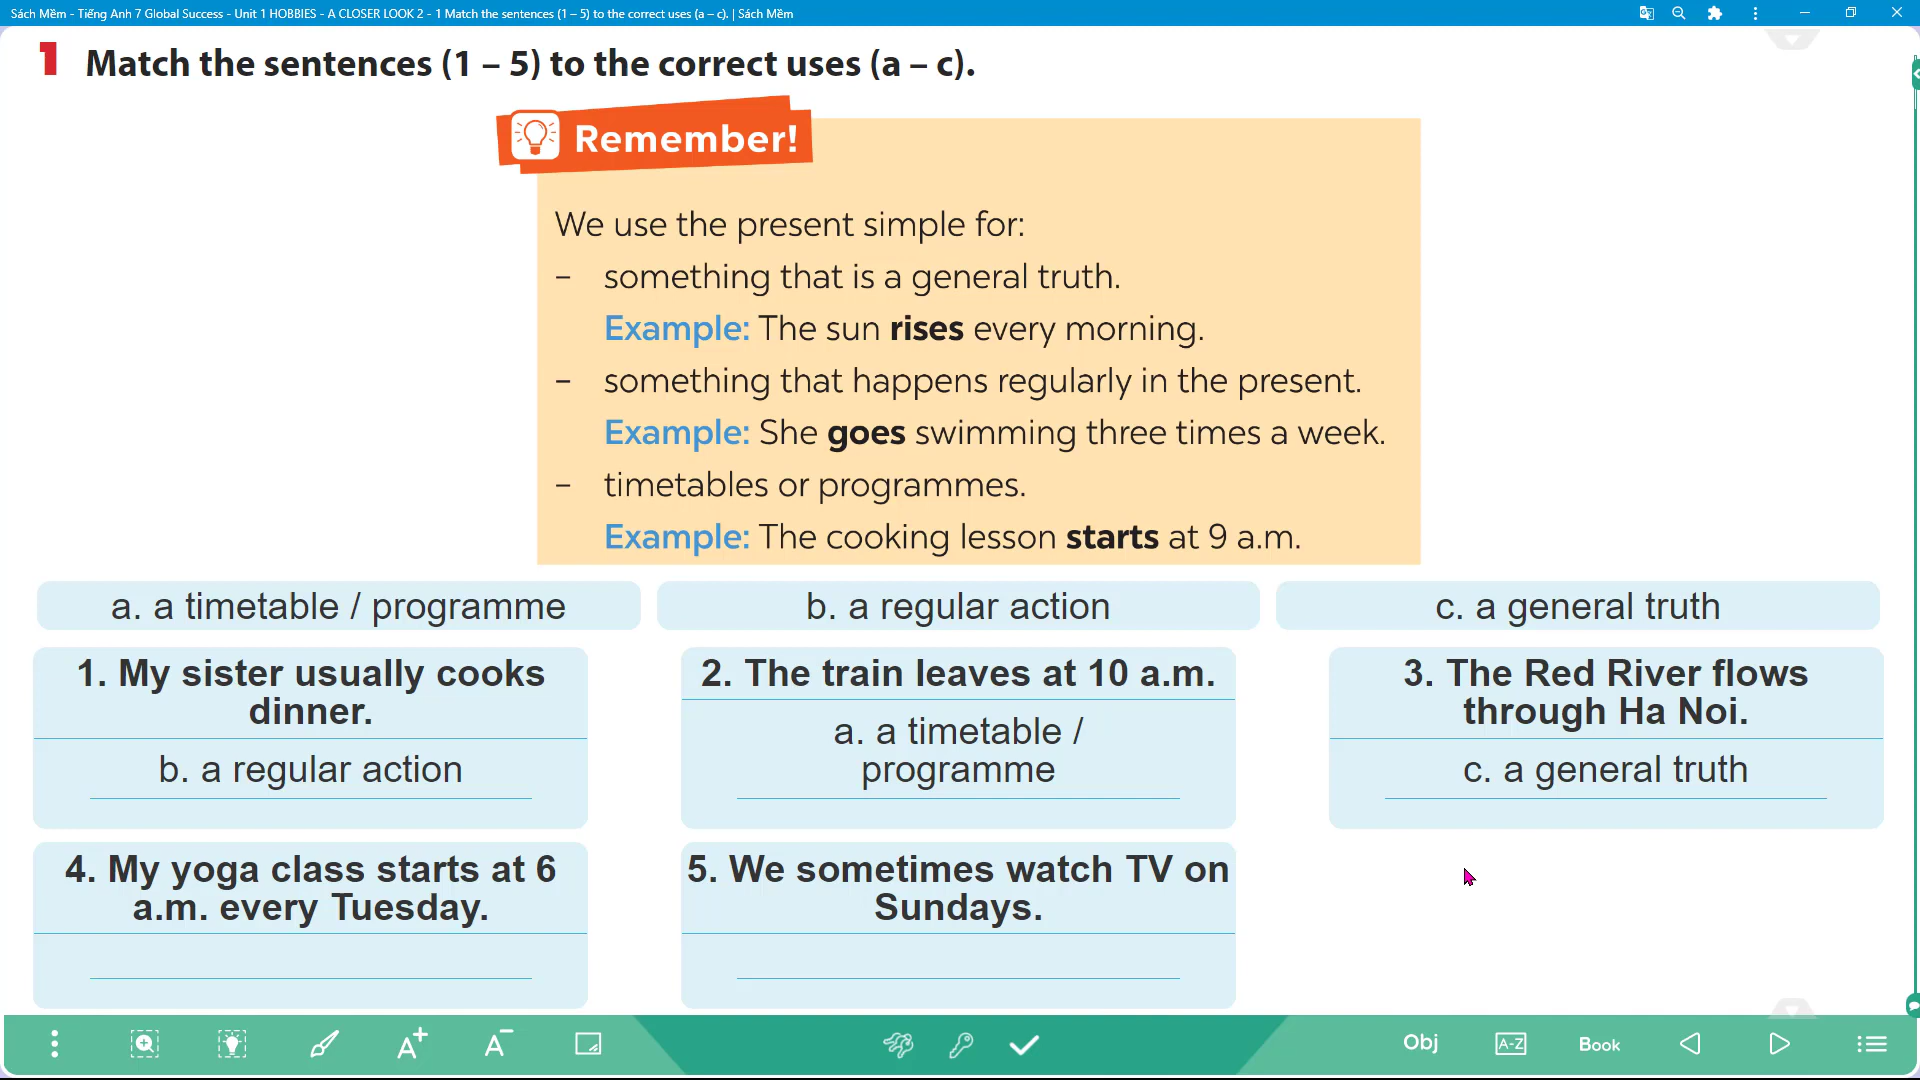 Sách Mềm - Tiếng Anh 7 Global Success - Unit 1 HOBBIES - A CLOSER LOOK 2 - 1 Match the sentences (1 – 5) to the correct uses (a – c). | Sách Mềm
1 Match the sentences (1 – 5) to the correct uses (a – c).
Remember!
We use the present simple for:
– something that is a general truth.
Example: The sun rises every morning.
– something that happens regularly in the present.
Example: She goes swimming three times a week.
– timetables or programmes.
Example: The cooking lesson starts at 9 a.m.
a. a timetable / programme
b. a regular action
c. a general truth
1. My sister usually cooks
dinner.
b. a regular action
2. The train leaves at 10 a.m.
a. a timetable /
programme
3. The Red River flows
through Ha Noi.
c. a general truth
4. My yoga class starts at 6
a.m. every Tuesday.
5. We sometimes watch TV on
Sundays.
A+
A−
Obj
A-Z
Book